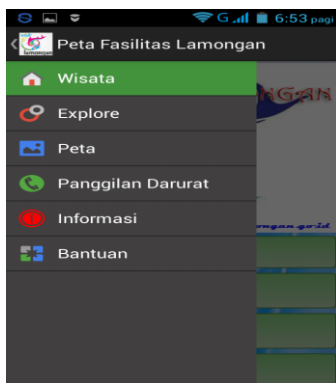 G 6:53 pagi
Peta Fasilitas Lamongan
Wisata
Explore
Peta
Panggilan Darurat
Informasi
Bantuan